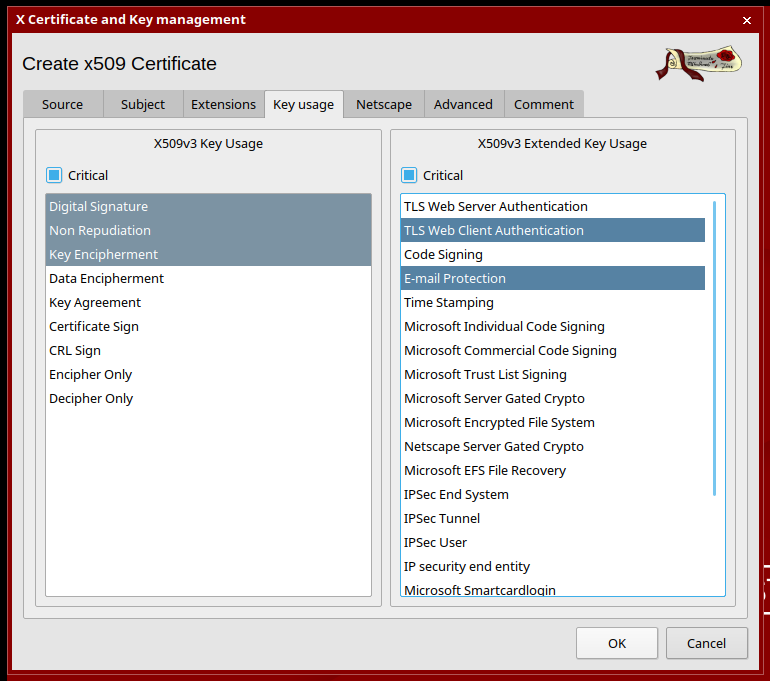 X Certificate and Key management
Create x509 Certificate
Source Subject Extensions Key usage Netscape Advanced Comment
X509v3 Key Usage
Critical
Digital Signature
Non Repudiation
Key Encipherment
Data Encipherment
Key Agreement
Certificate Sign
CRL Sign
Encipher Only
Decipher Only
X509v3 Extended Key Usage
Critical
TLS Web Server Authentication
TLS Web Client Authentication
Code Signing
E-mail Protection
Time Stamping
Microsoft Individual Code Signing
Microsoft Commercial Code Signing
Microsoft Trust List Signing
Microsoft Server Gated Crypto
Microsoft Encrypted File System
Netscape Server Gated Crypto
Microsoft EFS File Recovery
IPSec End System
IPSec Tunnel
IPSec User
IP security end entity
Microsoft Smartcardlogin
OK Cancel